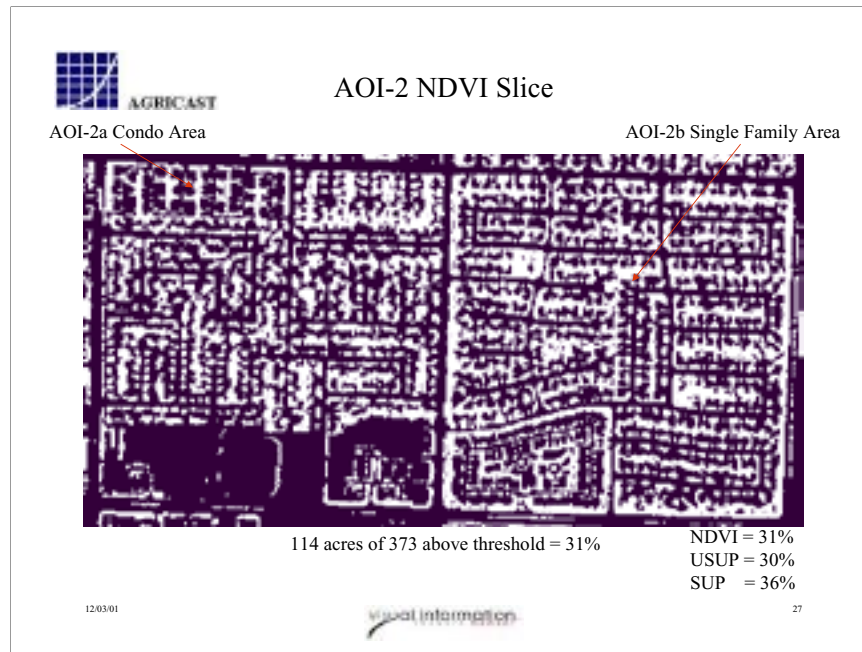 AGRICAST
AOI-2 NDVI Slice
AOI-2a Condo Area
AOI-2b Single Family Area
114 acres of 373 above threshold = 31%
NDVI = 31%
USUP = 30%
SUP = 36%
12/03/01
visual information
27